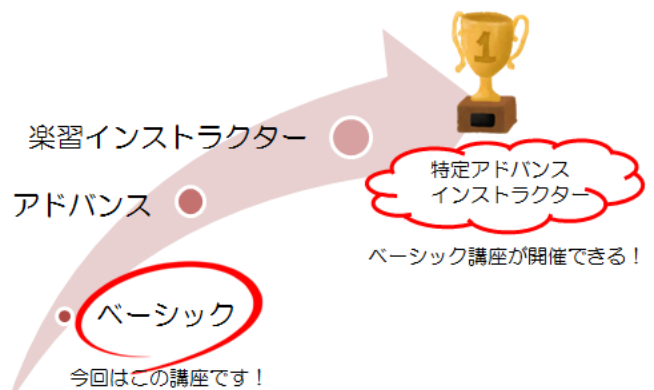 1
楽習インストラクター
特定アドバンス
インストラクター
アドバンス
ベーシック講座が開催できる！
ベーシック
今回はこの講座です！